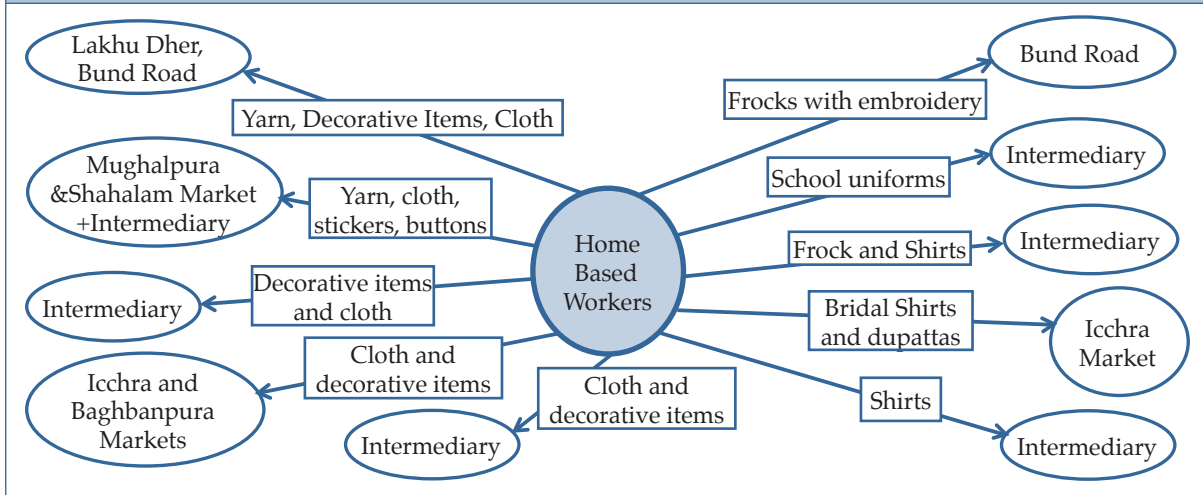 Lakhu Dher,
Bund Road
Yarn, Decorative Items, Cloth
Mughalpura
&Shahalam Market
+Intermediary
Yarn, cloth,
stickers, buttons
Intermediary
Decorative items
and cloth
Icchra and
Baghbanpura
Markets
Cloth and
decorative items
Intermediary
Cloth and
decorative items
Home
Based
Workers
Bund Road
Frocks with embroidery
Intermediary
School uniforms
Intermediary
Frock and Shirts
Icchra
Market
Bridal Shirts
and dupattas
Intermediary
Shirts